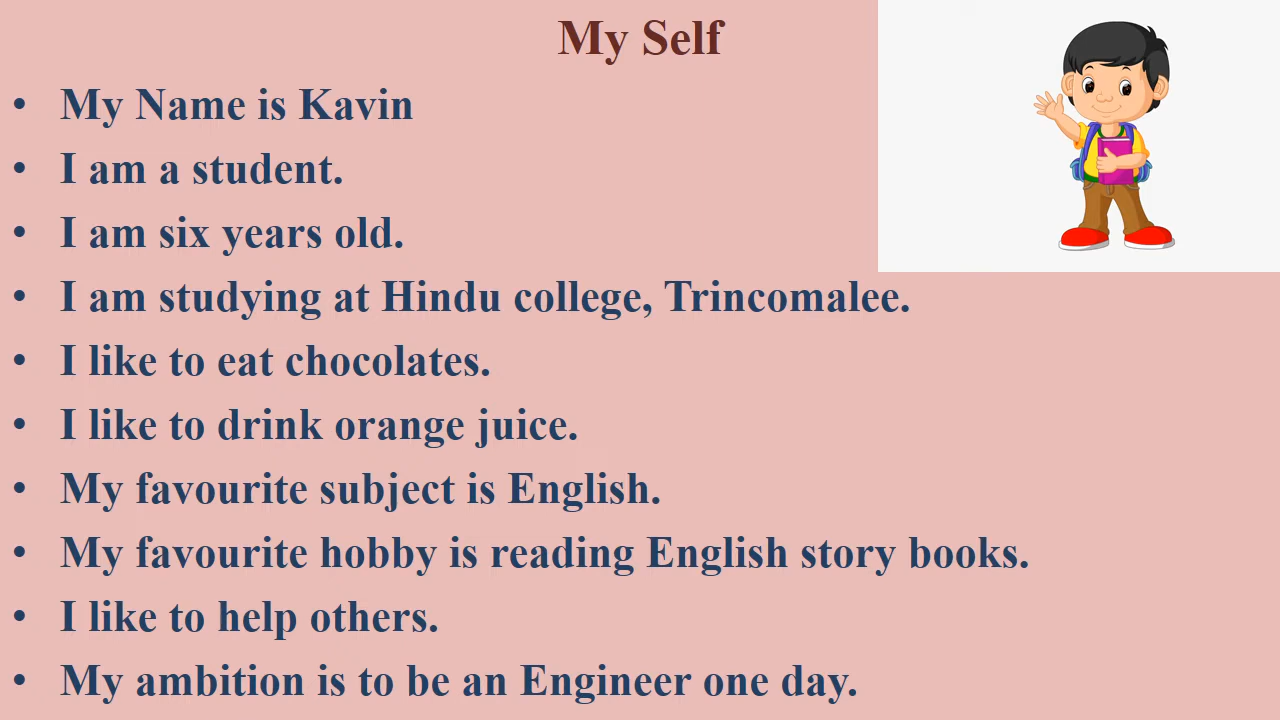 My Self
• My Name is Kavin
• I am a student.
• I am six years old.
• I am studying at Hindu college, Trincomalee.
• I like to eat chocolates.
• I like to drink orange juice.
• My favourite subject is English.
• My favourite hobby is reading English story books.
• I like to help others.
• My ambition is to be an Engineer one day.